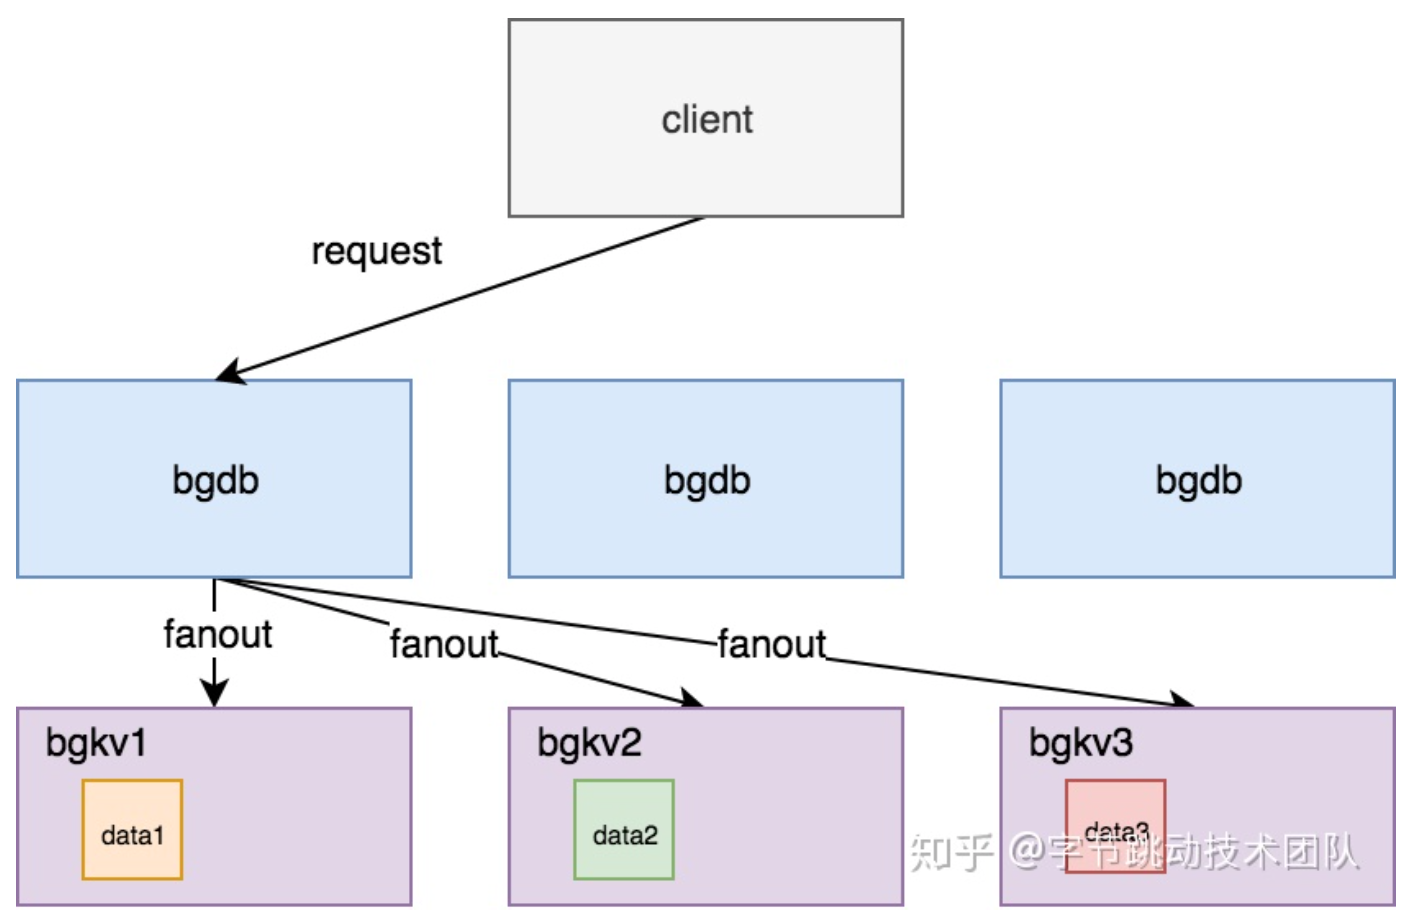 client
request
bgdb
bgdb
bgdb
fanout
fanout
fanout
bgkv1
bgkv2
bgkv3
data1
data2
data3
知乎 @字节跳动技术团队